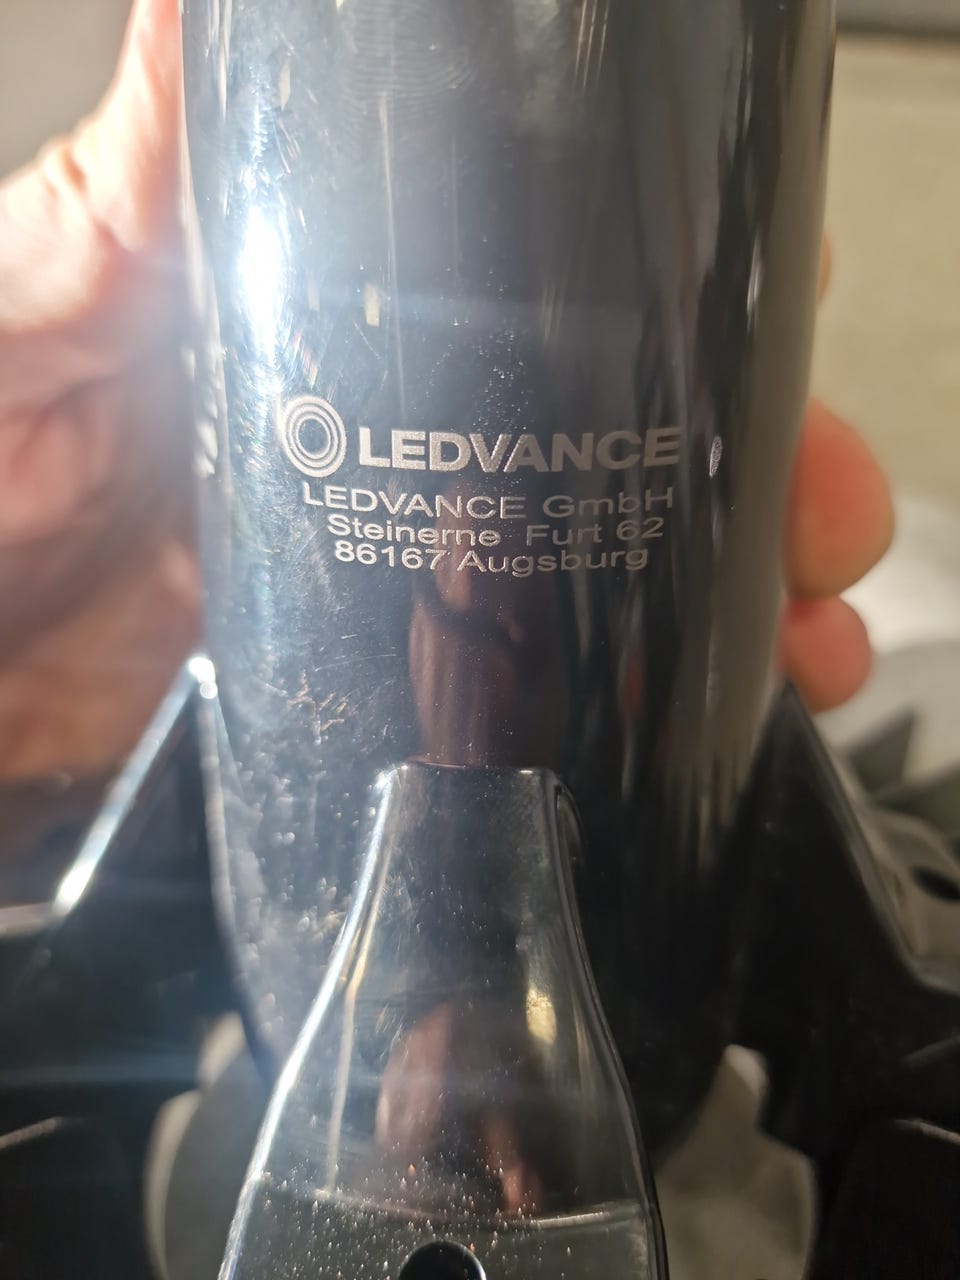 LEDVANCE
LEDVANCE GmbH
Steinerne Furt 62
86167 Augsburg